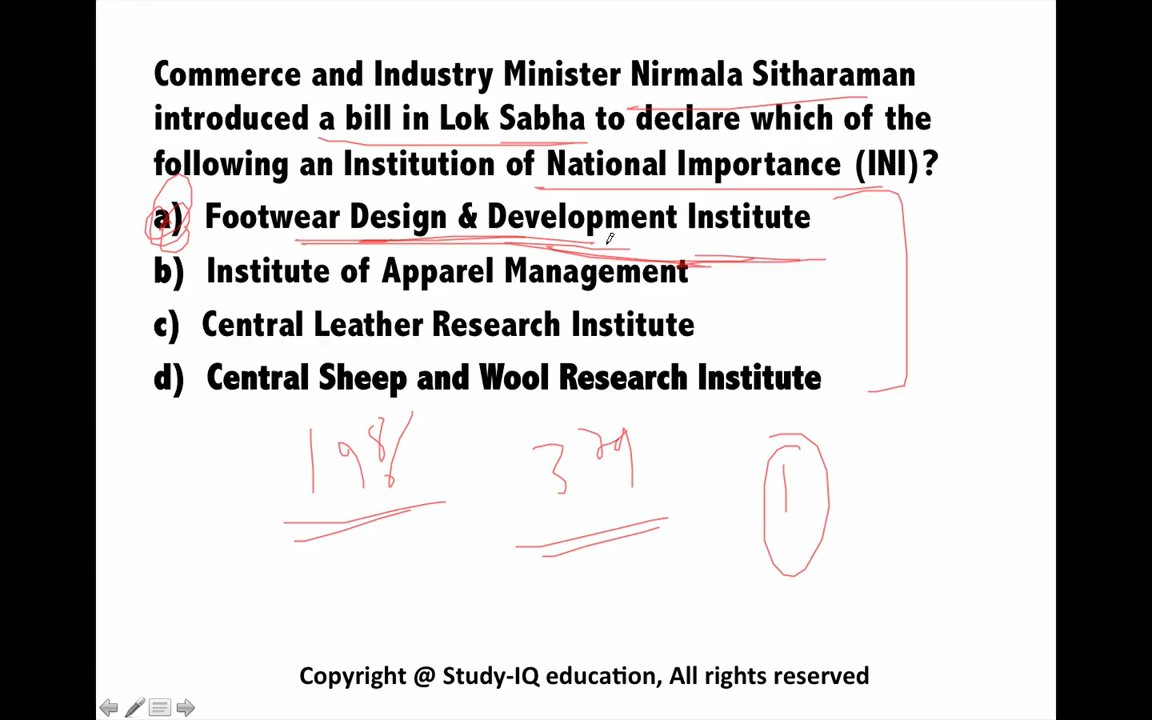 Commerce and Industry Minister Nirmala Sitharaman
introduced a bill in Lok Sabha to declare which of the
following an Institution of National Importance (INI)?
a) Footwear Design & Development Institute
b) Institute of Apparel Management
c) Central Leather Research Institute
d) Central Sheep and Wool Research Institute
1
Copyright @ Study-IQ education, All rights reserved